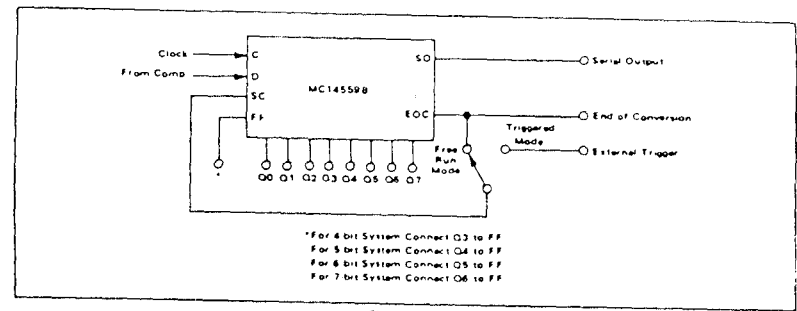 Clock
C
SO
Serial Output
From Comp
D
MC14559B
SC
FF
EOC
End of Conversion
Triggered
Mode
Free
Run
Mode
External Trigger
*
Q0 Q1 Q2 Q3 Q4 Q5 Q6 Q7
*For 4 bit System Connect Q3 to FF
For 5 bit System Connect Q4 to FF
For 6 bit System Connect Q5 to FF
For 7 bit System Connect Q6 to FF